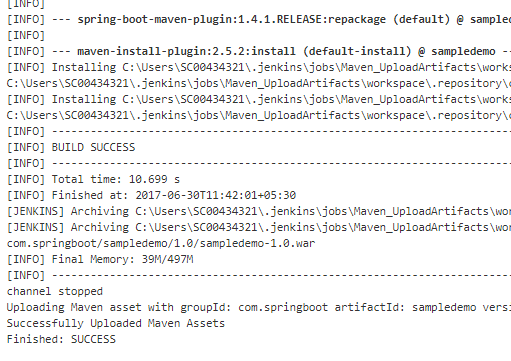 [INFO]
[INFO] --- spring-boot-maven-plugin:1.4.1.RELEASE:repackage (default) @ sampled
[INFO]
[INFO] --- maven-install-plugin:2.5.2:install (default-install) @ sampledemo --
[INFO] Installing C:\Users\SC00434321\.jenkins\jobs\Maven_UploadArtifacts\works
C:\Users\SC00434321\.jenkins\jobs\Maven_UploadArtifacts\workspace\.repository\c
[INFO] Installing C:\Users\SC00434321\.jenkins\jobs\Maven_UploadArtifacts\works
C:\Users\SC00434321\.jenkins\jobs\Maven_UploadArtifacts\workspace\.repository\c
[INFO] ------------------------------------------------------------------------
[INFO] BUILD SUCCESS
[INFO] ------------------------------------------------------------------------
[INFO] Total time: 10.699 s
[INFO] Finished at: 2017-06-30T11:42:01+05:30
[JENKINS] Archiving C:\Users\SC00434321\.jenkins\jobs\Maven_UploadArtifacts\wor
[JENKINS] Archiving C:\Users\SC00434321\.jenkins\jobs\Maven_UploadArtifacts\wor
com.springboot/sampledemo/1.0/sampledemo-1.0.war
[INFO] Final Memory: 39M/497M
[INFO] ------------------------------------------------------------------------
channel stopped
Uploading Maven asset with groupId: com.springboot artifactId: sampledemo versi
Successfully Uploaded Maven Assets
Finished: SUCCESS